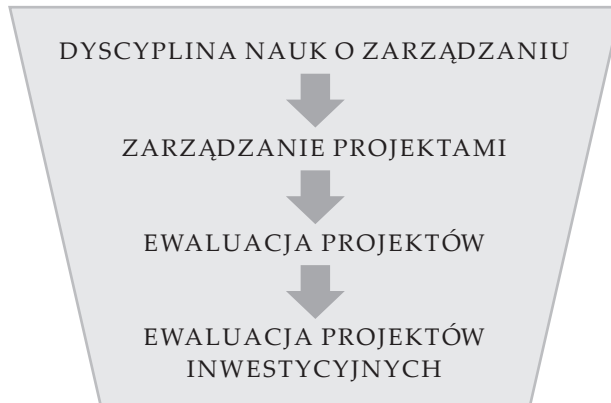 DYSCYPLINA NAUK O ZARZĄDZANIU
ZARZĄDZANIE PROJEKTAMI
EWALUACJA PROJEKTÓW
EWALUACJA PROJEKTÓW
INWESTYCYJNYCH